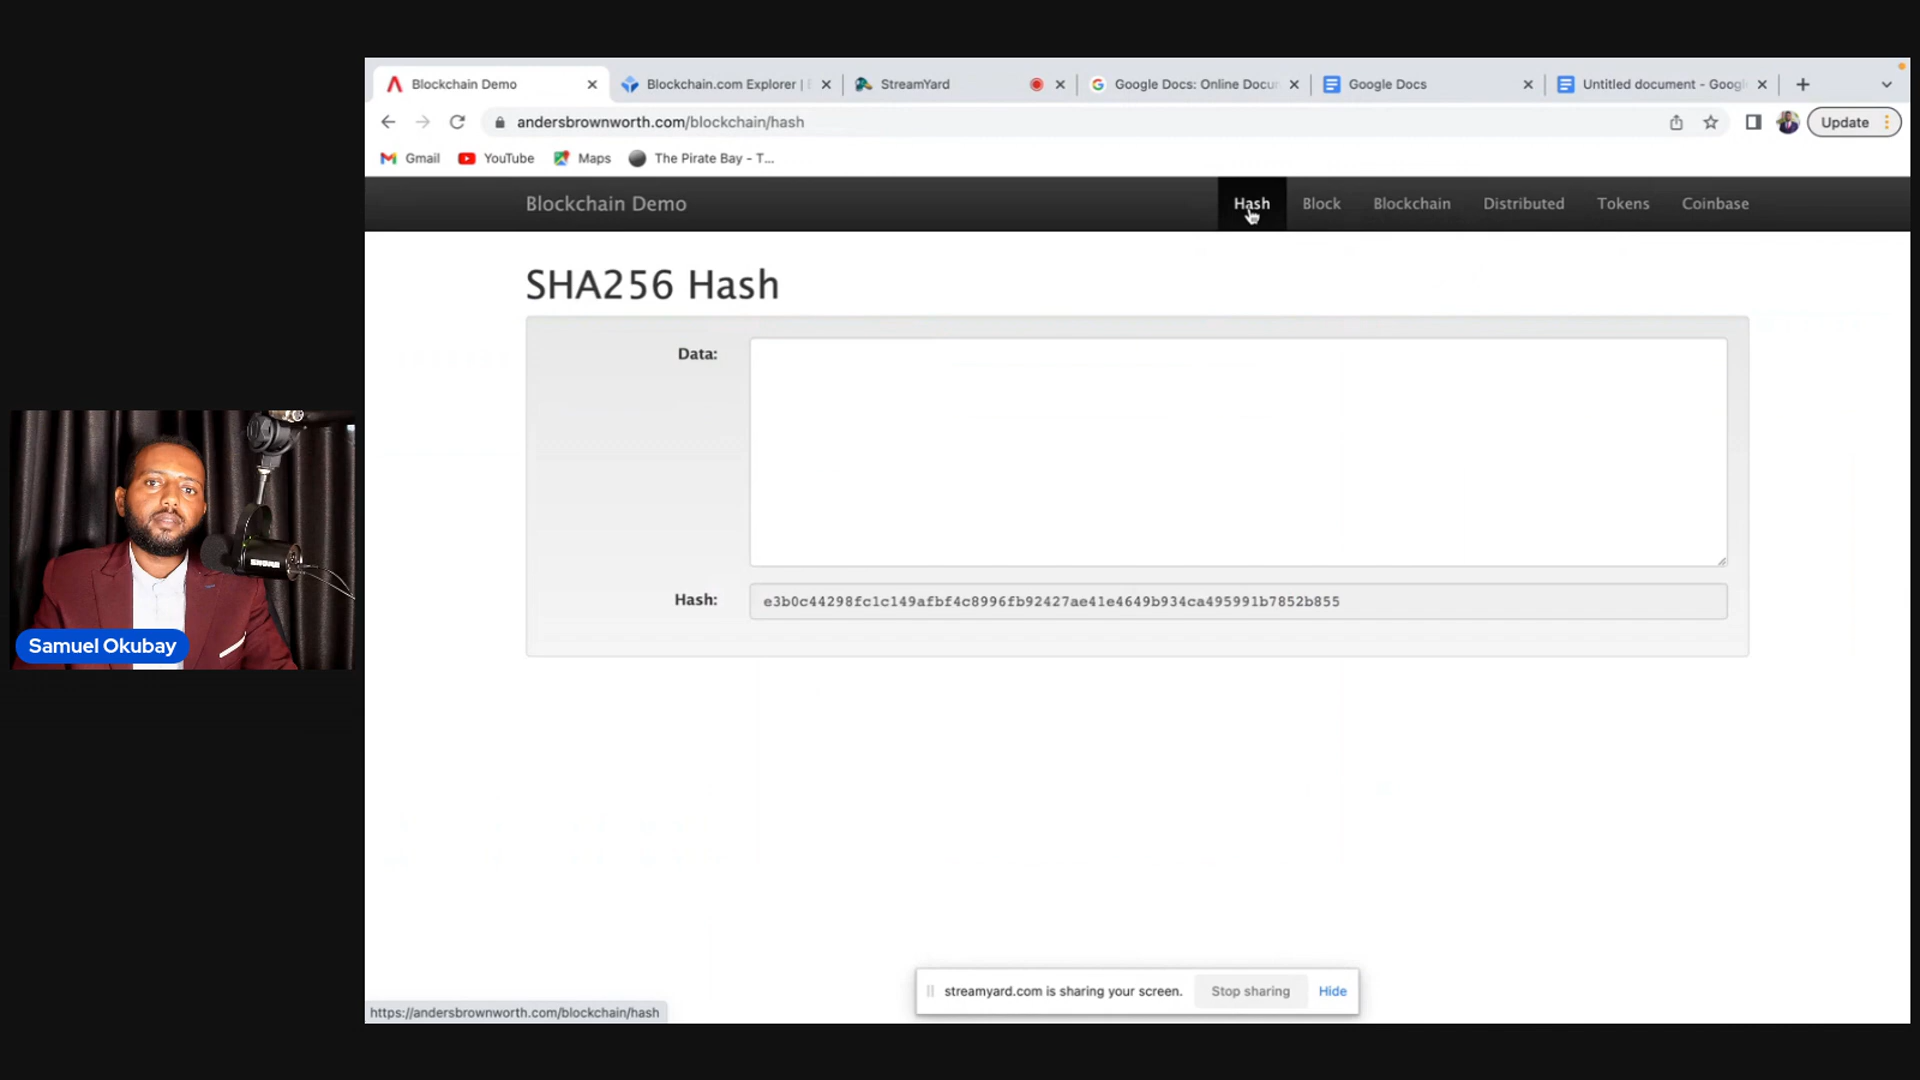 Blockchain Demo
Blockchain.com Explorer |
StreamYard
Google Docs: Online Docu
Google Docs
Untitled document - Googl
andersbrownworth.com/blockchain/hash
Update
Gmail
YouTube
Maps
The Pirate Bay - T...
Blockchain Demo
Hash
Block
Blockchain
Distributed
Tokens
Coinbase
SHA256 Hash
Data:
Hash:
e3b0c44298fc1c149afbf4c8996fb92427ae41e4649b934ca495991b7852b855
SHURE
Samuel Okubay
streamyard.com is sharing your screen.
Stop sharing
Hide
https://andersbrownworth.com/blockchain/hash